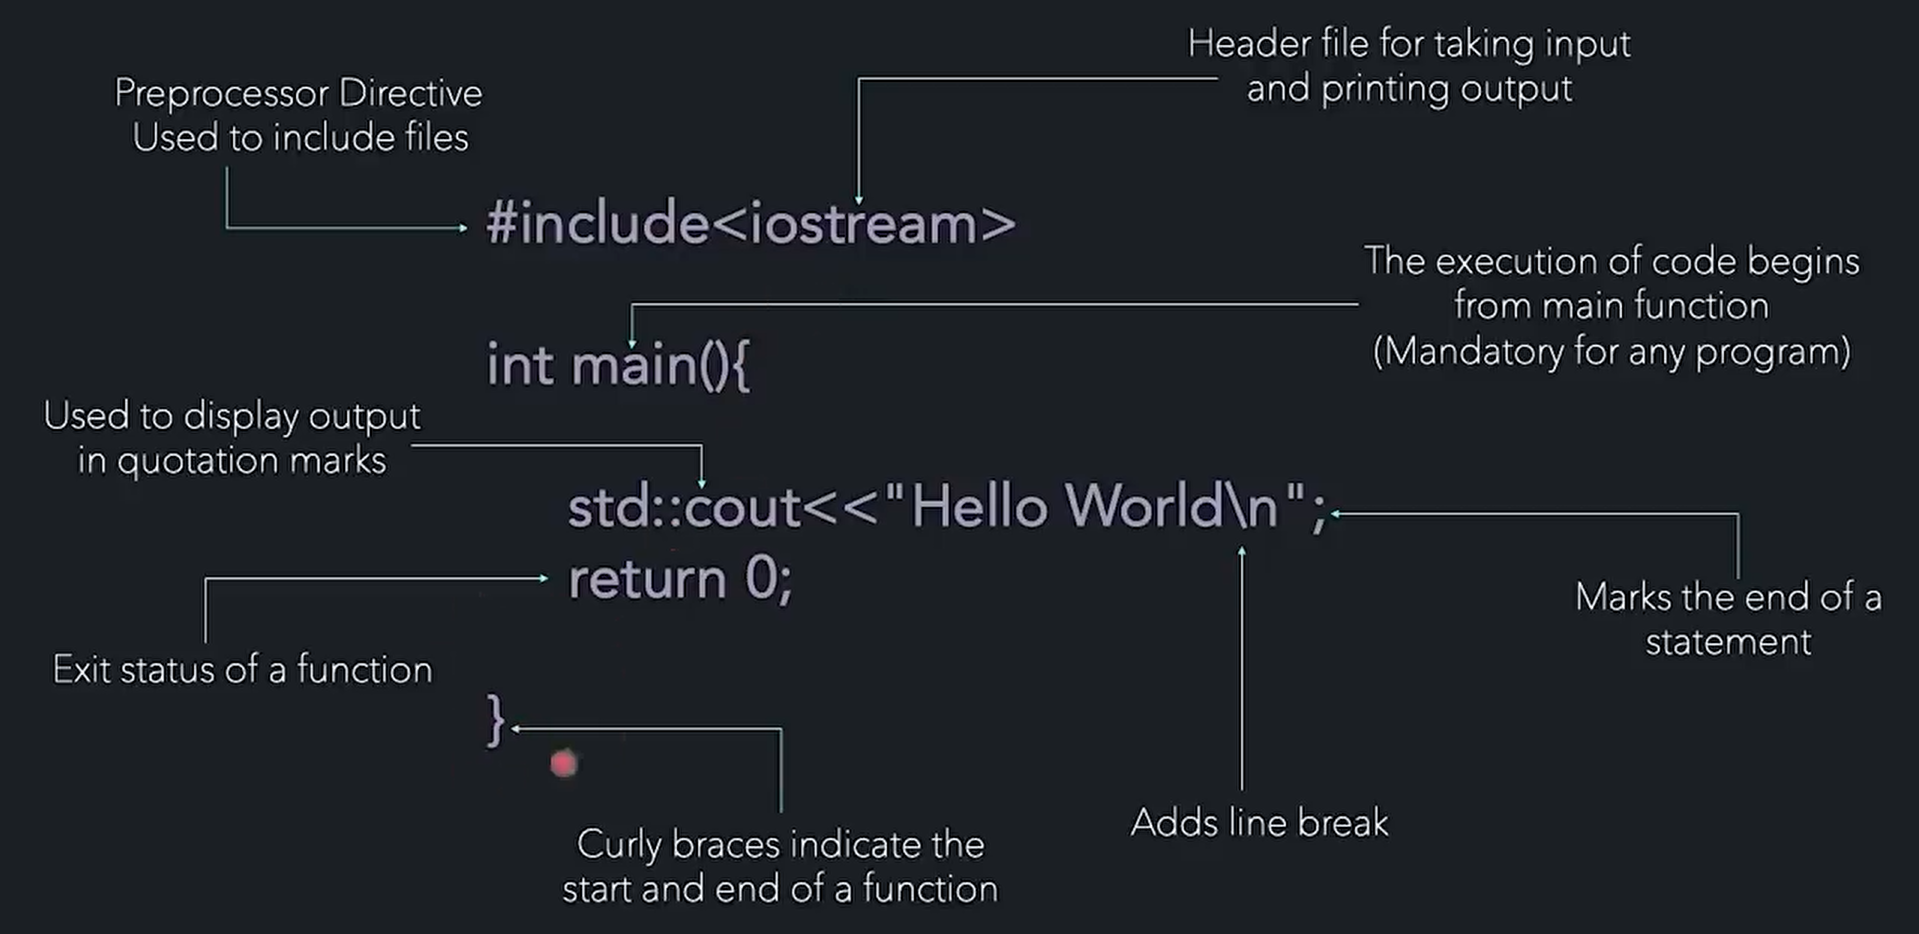 Header file for taking input
and printing output
Preprocessor Directive
Used to include files
#include<iostream>
The execution of code begins
from main function
(Mandatory for any program)
int main(){
Used to display output
in quotation marks
std::cout<<"Hello World\n";
return 0;
Marks the end of a
statement
Exit status of a function
}
Adds line break
Curly braces indicate the
start and end of a function